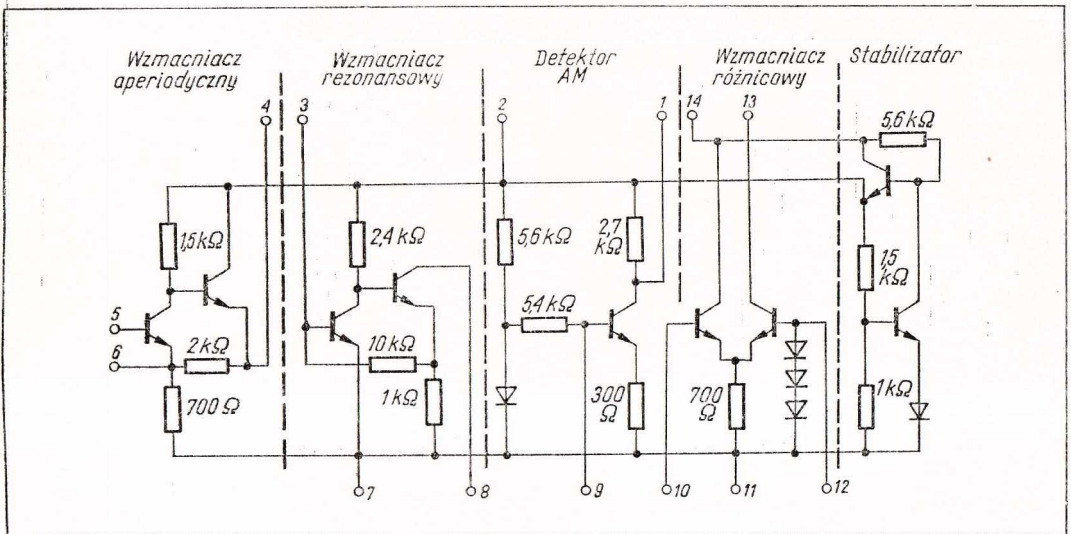 Wzmacniacz
aperiodyczny
Wzmacniacz
rezonansowy
Detektor
AM
Wzmacniacz
różnicowy
Stabilizator
4
3
2
1
14
13
5,6 kΩ
1,5 kΩ
2,4 kΩ
5,6 kΩ
2,7
kΩ
1,5
kΩ
5
6
2 kΩ
700 Ω
10 kΩ
1 kΩ
5,4 kΩ
300
Ω
700
Ω
1 kΩ
7
8
9
10
11
12